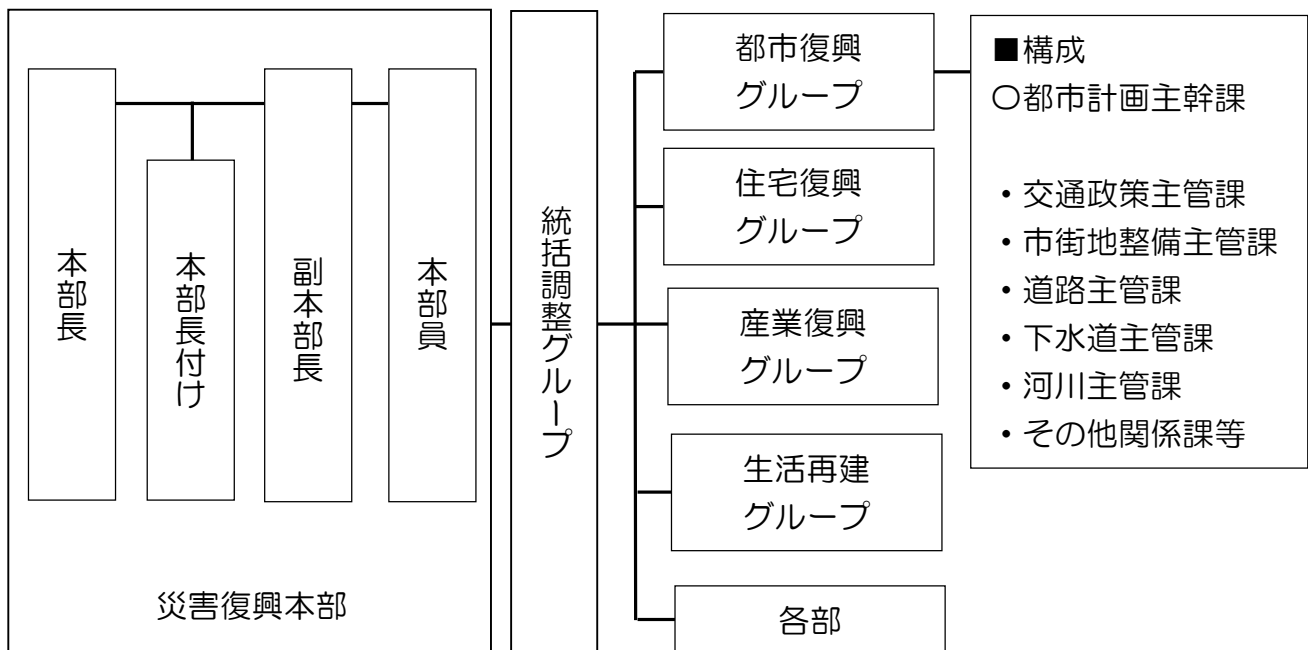 本部長
本部長付け
副本部長
本部員
災害復興本部
統括調整グループ
都市復興
グループ
住宅復興
グループ
産業復興
グループ
生活再建
グループ
各部
■構成
○都市計画主幹課
・交通政策主管課
・市街地整備主管課
・道路主管課
・下水道主管課
・河川主管課
・その他関係課等